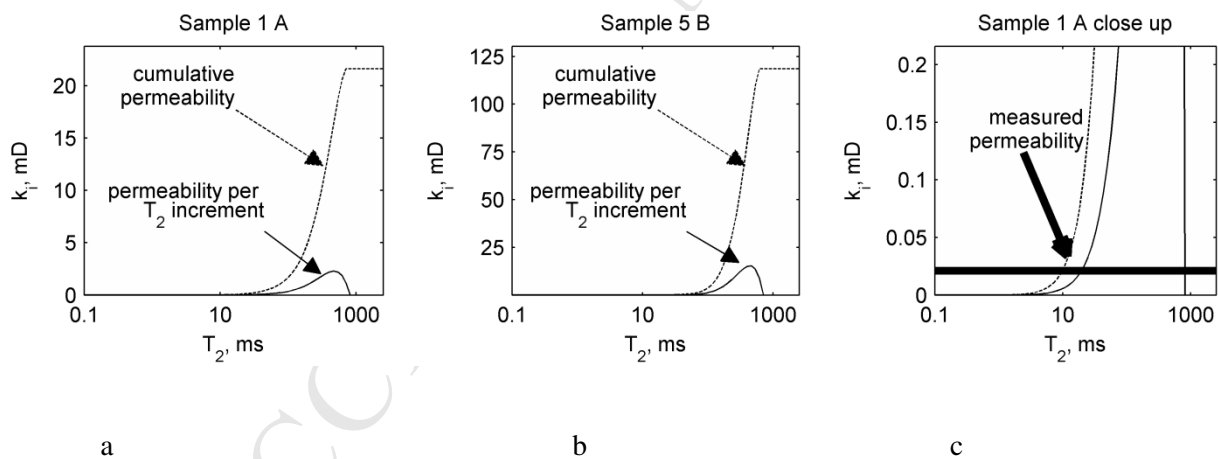 Sample 1 A
20
15
10
5
0
k_i, mD
cumulative
permeability
permeability per
T_2 increment
0.1
10
1000
T_2, ms
a
Sample 5 B
125
100
75
50
25
k_i, mD
cumulative
permeability
permeability per
T_2 increment
0.1
10
1000
T_2, ms
b
Sample 1 A close up
0.2
0.15
0.1
0.05
0
k_i, mD
measured
permeability
0.1
10
1000
T_2, ms
c